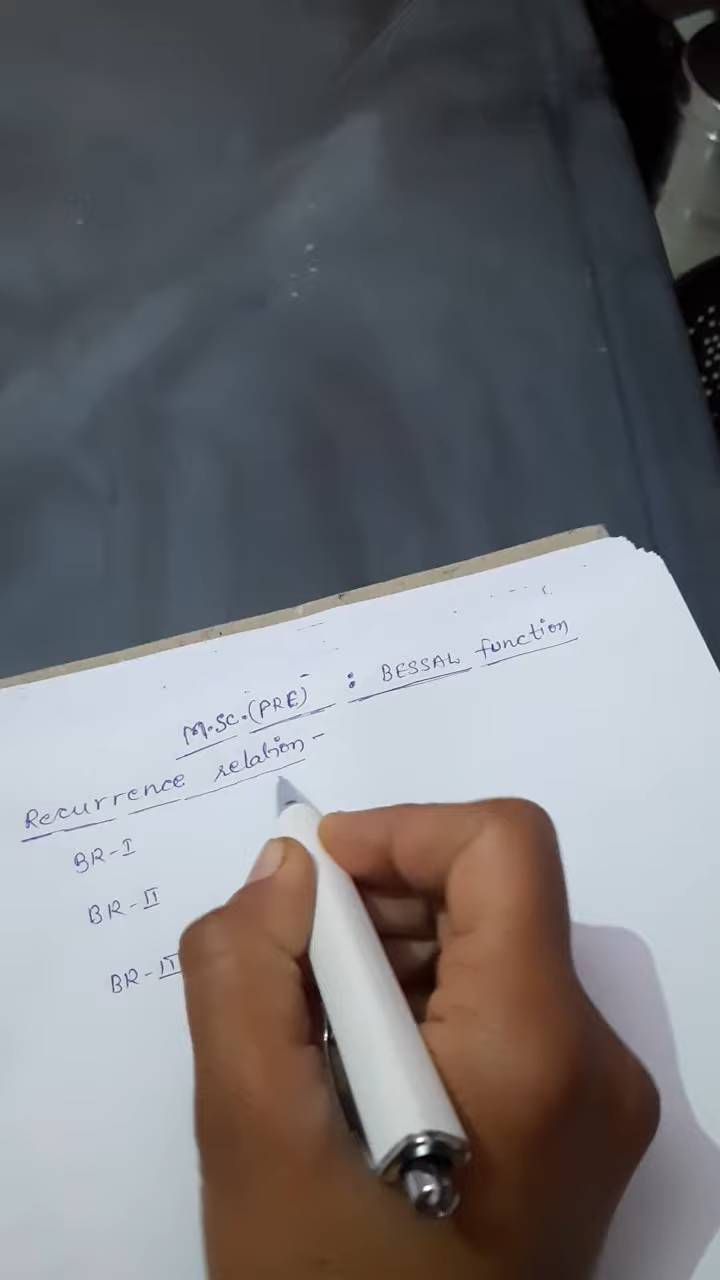 M.Sc.(PRE) : BESSAL function
Recurrence relation -
BR-I
BR-II
BR-III